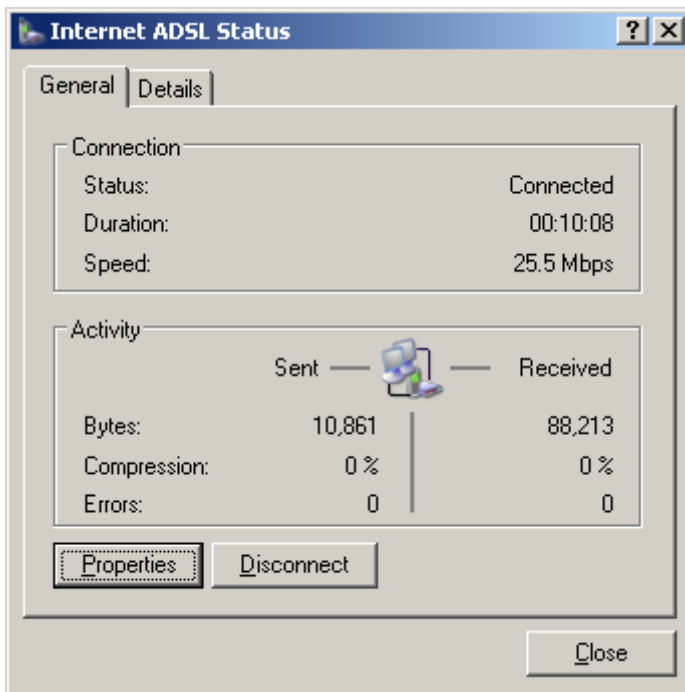 Internet ADSL Status
General Details
Connection
Status: Connected
Duration: 00:10:08
Speed: 25.5 Mbps
Activity
Sent Received
Bytes: 10,861 88,213
Compression: 0 % 0 %
Errors: 0 0
Properties Disconnect
Close